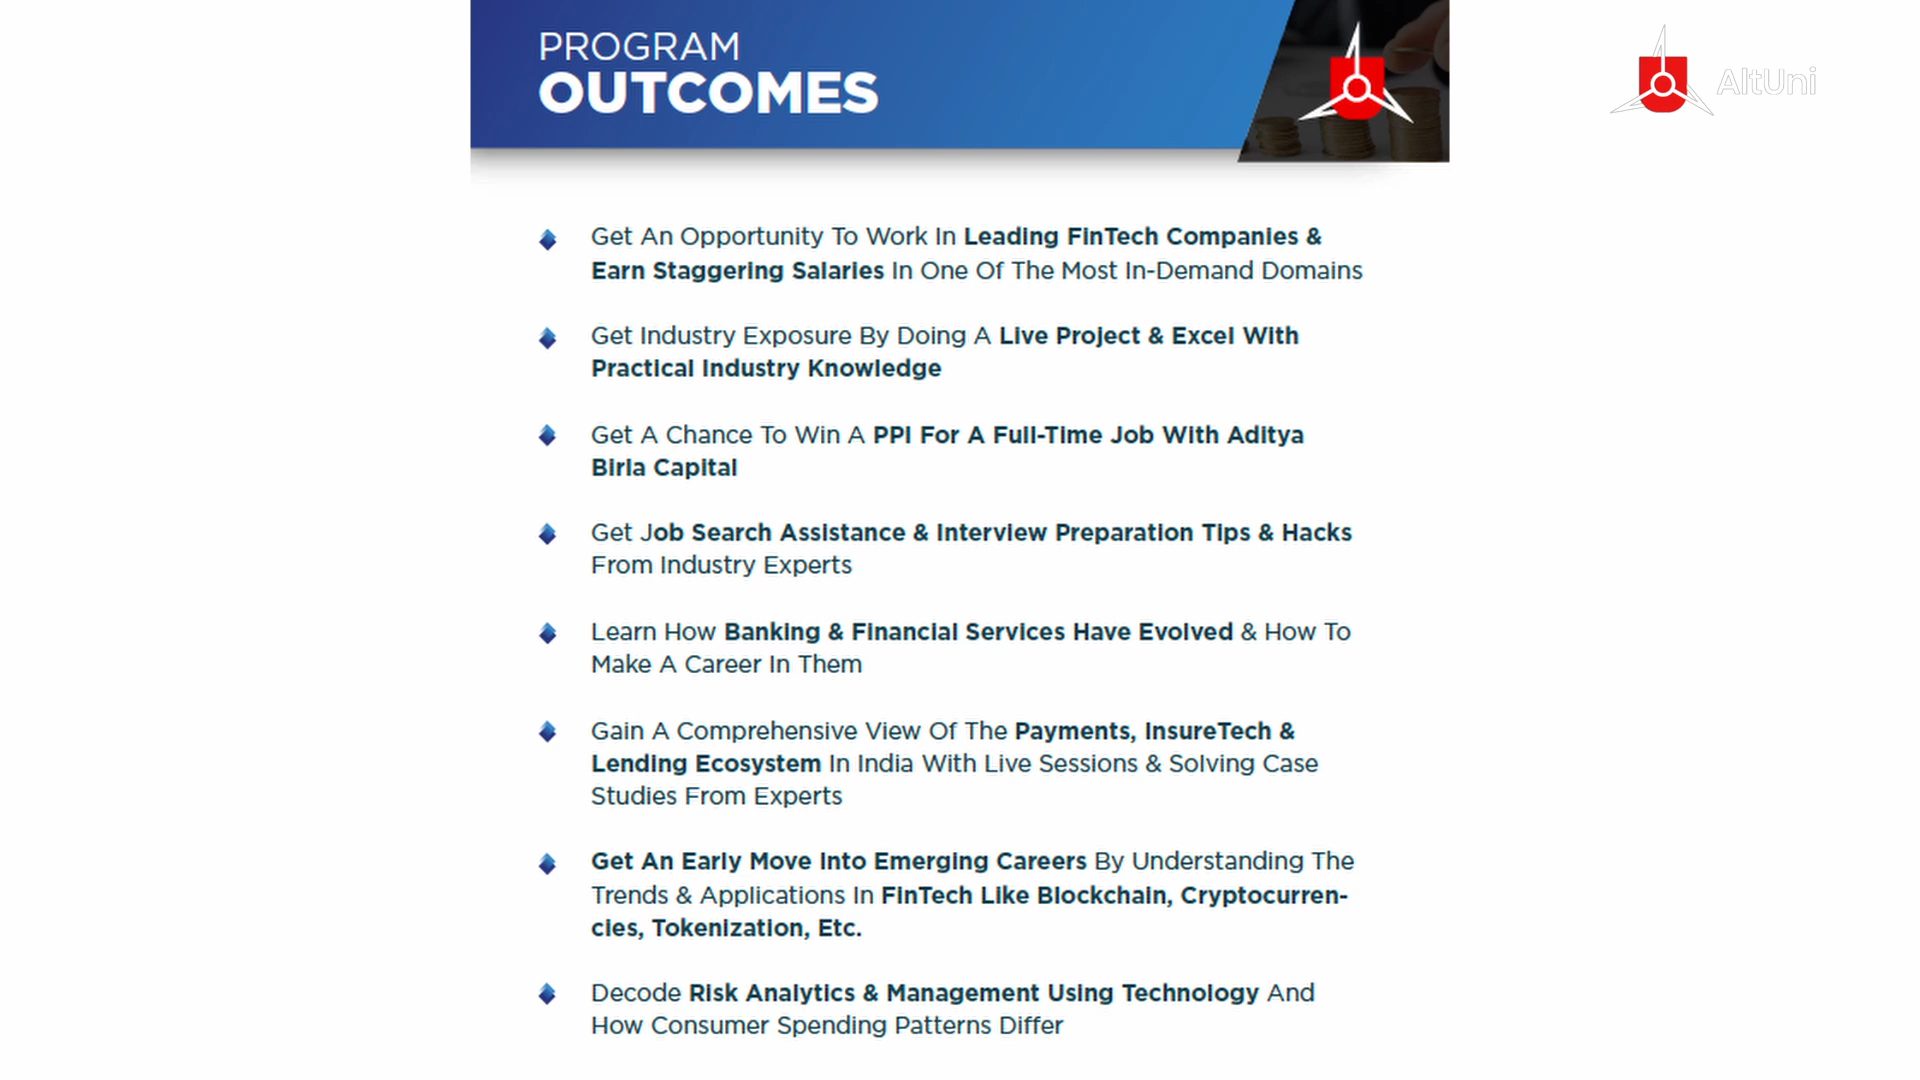 PROGRAM
OUTCOMES
AltUni
Get An Opportunity To Work In Leading FinTech Companies &
Earn Staggering Salaries In One Of The Most In-Demand Domains
Get Industry Exposure By Doing A Live Project & Excel With
Practical Industry Knowledge
Get A Chance To Win A PPI For A Full-Time Job With Aditya
Birla Capital
Get Job Search Assistance & Interview Preparation Tips & Hacks
From Industry Experts
Learn How Banking & Financial Services Have Evolved & How To
Make A Career In Them
Gain A Comprehensive View Of The Payments, InsureTech &
Lending Ecosystem In India With Live Sessions & Solving Case
Studies From Experts
Get An Early Move Into Emerging Careers By Understanding The
Trends & Applications In FinTech Like Blockchain, Cryptocurren-
cies, Tokenization, Etc.
Decode Risk Analytics & Management Using Technology And
How Consumer Spending Patterns Differ